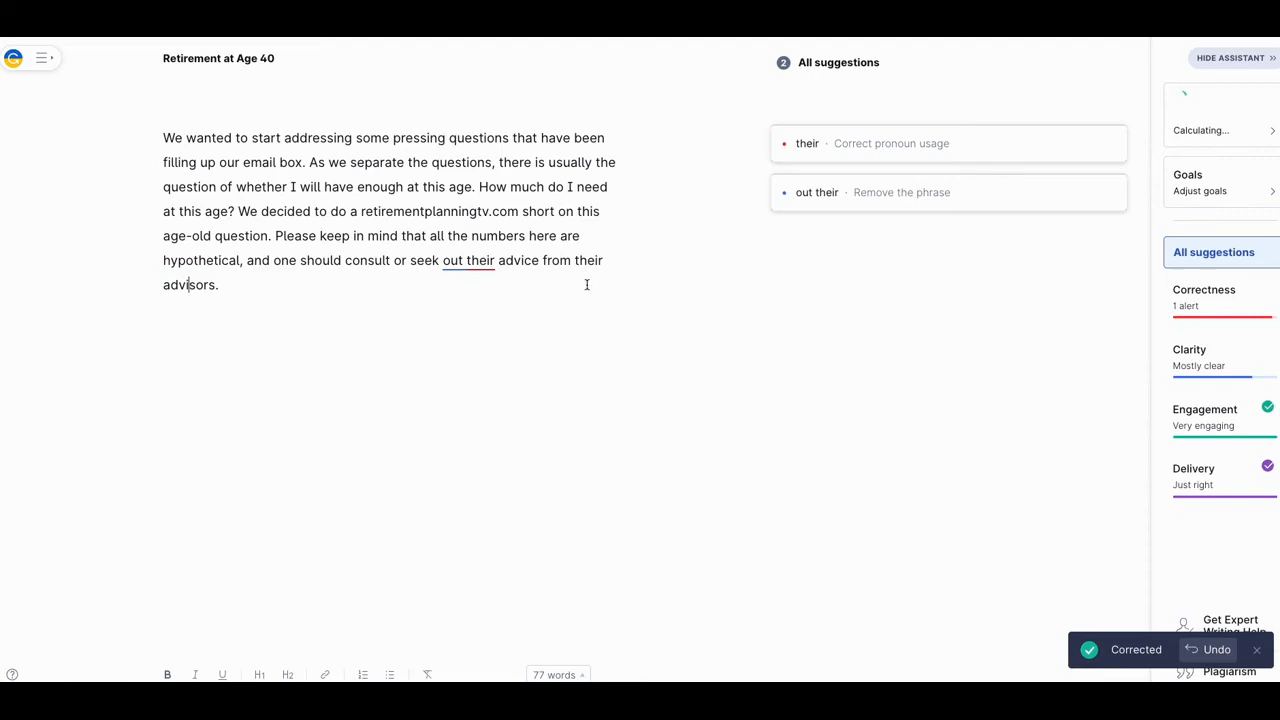 Retirement at Age 40
2 All suggestions
HIDE ASSISTANT
We wanted to start addressing some pressing questions that have been
filling up our email box. As we separate the questions, there is usually the
question of whether I will have enough at this age. How much do I need
at this age? We decided to do a retirementplanningtv.com short on this
age-old question. Please keep in mind that all the numbers here are
hypothetical, and one should consult or seek out their advice from their
advisors.
their · Correct pronoun usage
out their · Remove the phrase
Calculating...
Goals
Adjust goals
All suggestions
Correctness
1 alert
Clarity
Mostly clear
Engagement
Very engaging
Delivery
Just right
Get Expert
Writing Help
Corrected Undo
Plagiarism
B I U H1 H2 77 words